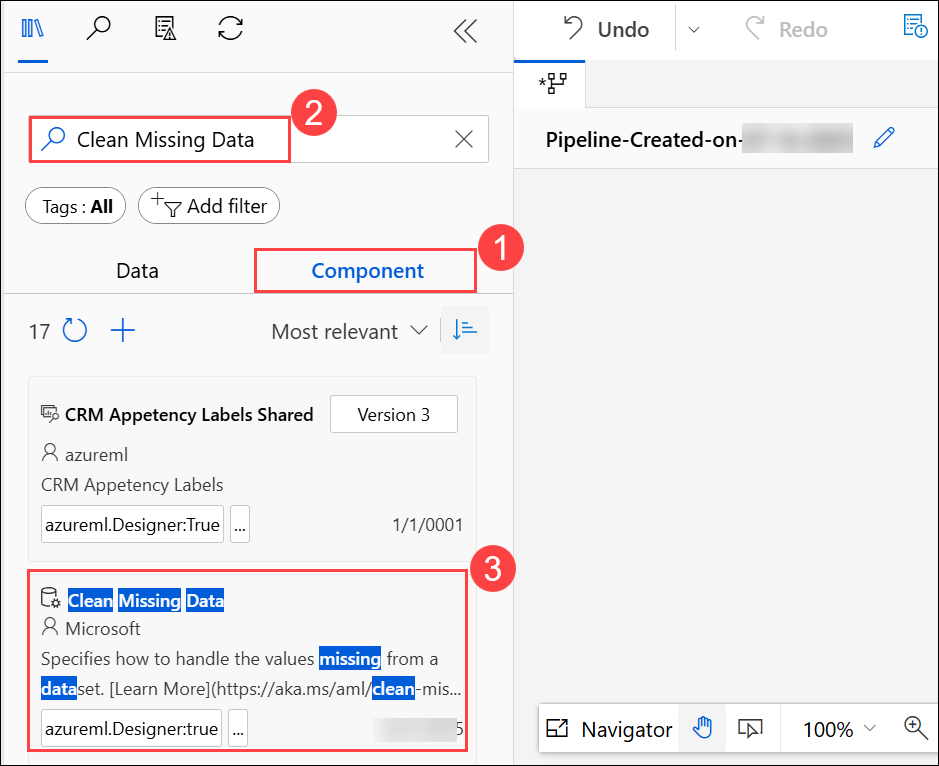 Undo
Redo
2
Clean Missing Data
Pipeline-Created-on-
Tags : All
Add filter
1
Data
Component
17
Most relevant
CRM Appetency Labels Shared
Version 3
azureml
CRM Appetency Labels
azureml.Designer:True
...
1/1/0001
3
Clean Missing Data
Microsoft
Specifies how to handle the values missing from a
dataset. [Learn More](https://aka.ms/aml/clean-mis...
azureml.Designer:true
...
5
Navigator
100%